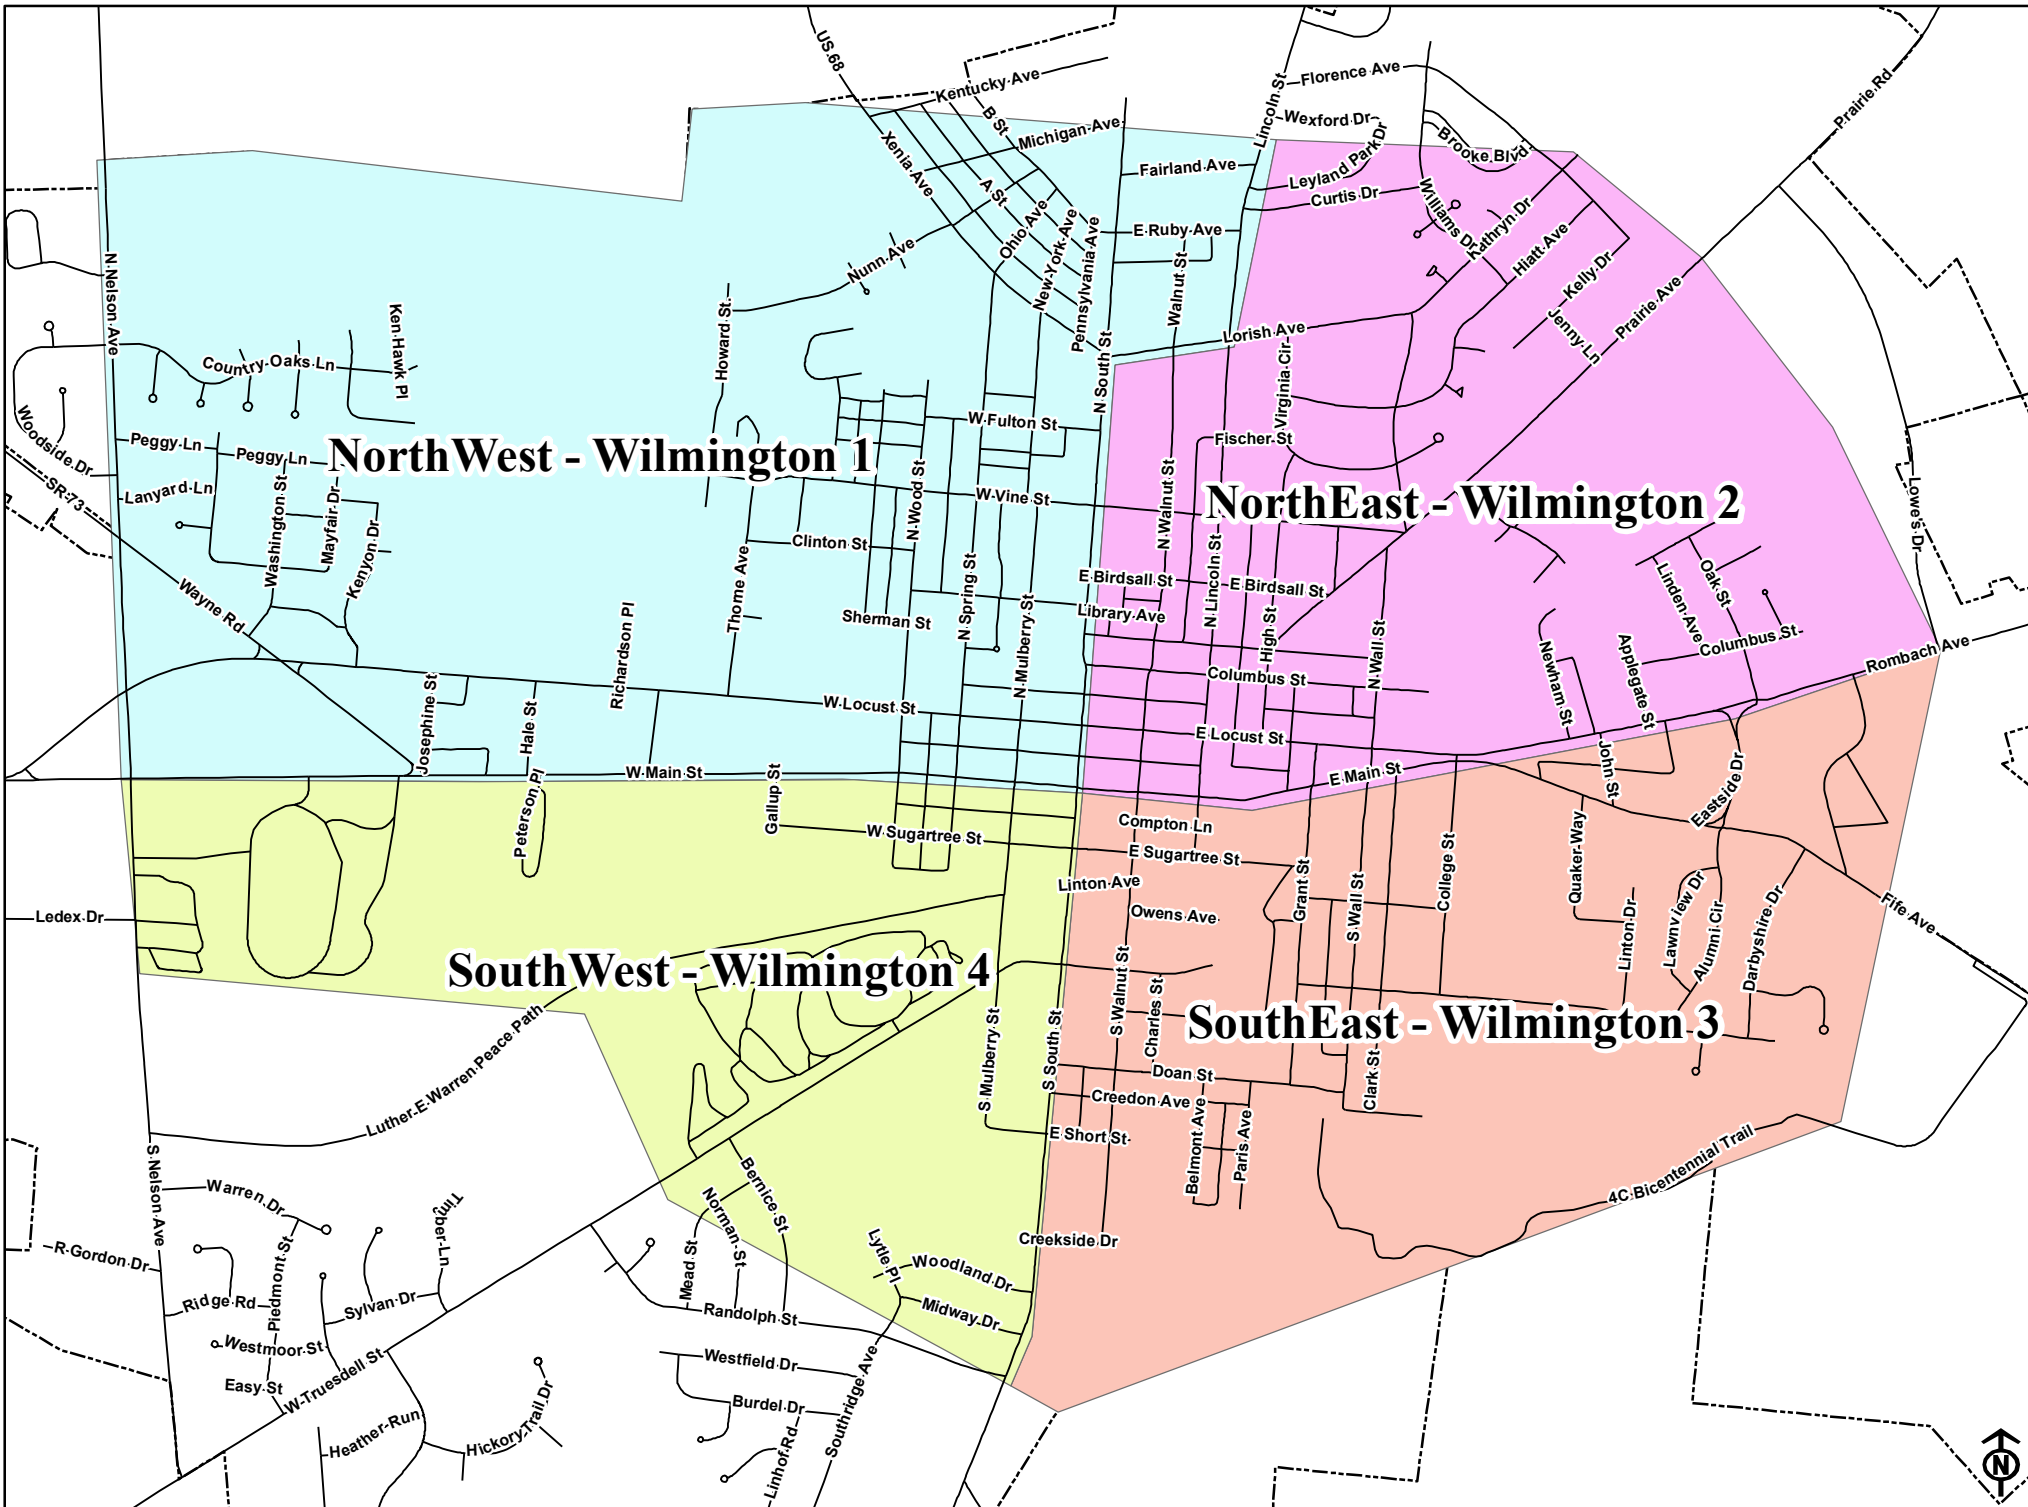 US 68
Kentucky Ave
B St
Michigan Ave
Xenia Ave
A St
Ohio Ave
New York Ave
Pennsylvania Ave
Nunn Ave
Fairland Ave
E Ruby Ave
Walnut St
Lincoln St
Florence Ave
Wexford Dr
Leyland Park Dr
Curtis Dr
Brooke Blvd
Williams Dr
Kathryn Dr
Hiatt Ave
Kelly Dr
Jenny Ln
Prairie Ave
Prairie Rd
N Nelson Ave
Ken Hawk Pl
Country Oaks Ln
Howard St.
N South St
Lorish Ave
Virginia Cir
Woodside Dr
Peggy Ln
Peggy Ln
Lanyard Ln
SR 73
Washington St
Mayfair Dr
Kenyon Dr
NorthWest - Wilmington 1
W Fulton St
W Vine St
N Wood St
Clinton St
Fischer St
N Walnut St
NorthEast - Wilmington 2
Lowe's Dr
Wayne Rd
Thorne Ave
Sherman St
N Spring St
N Mulberry St
Richardson Pl
E Birdsall St
E Birdsall St
Library Ave
N Lincoln St
High St
N Wall St
Linden Ave
Oak St
Columbus St
Applegate St
Newham St
Rombach Ave
Columbus St
Josephine St
Hale St
W Locust St
E Locust St
W Main St
E Main St
Peterson Pl
Gallup St
W Sugartree St
Compton Ln
E Sugartree St
John St
Eastside Dr
Linton Ave
Owens Ave
Grant St
S Wall St
College St
Quaker Way
Linton Dr
Lawnview Dr
Alumni Cir
Darbyshire Dr
Fife Ave
Ledex Dr
SouthWest - Wilmington 4
SouthEast - Wilmington 3
Luther E Warren Peace Path
S Mulberry St
S South St
S Walnut St
Charles St
Clark St
Doan St
Creedon Ave
E Short St
Belmont Ave
Paris Ave
4C Bicentennial Trail
S Nelson Ave
Warren Dr
Timber Ln
R Gordon Dr
Piedmont St
Ridge Rd
Sylvan Dr
Westmoor St
Easy St
W Truesdell St
Bernice St
Norman St
Mead St
Randolph St
Lytle Pl
Woodland Dr
Midway Dr
Creekside Dr
Westfield Dr
Burdel Dr
Southridge Ave
Linhof Rd
Heather Run
Hickory Trail Dr
N